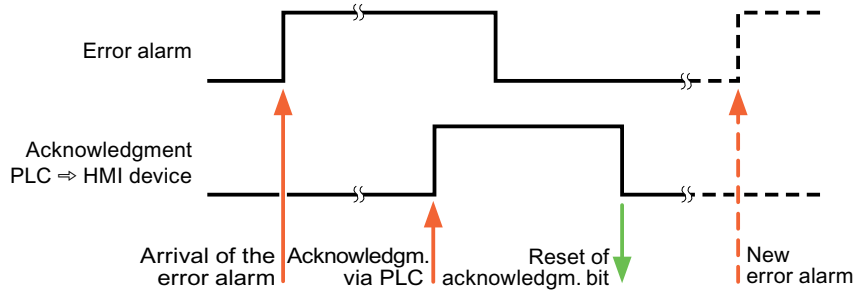 Error alarm
Acknowledgment
PLC ⇨ HMI device
Arrival of the
error alarm
Acknowledgm.
via PLC
Reset of
acknowledgm. bit
New
error alarm